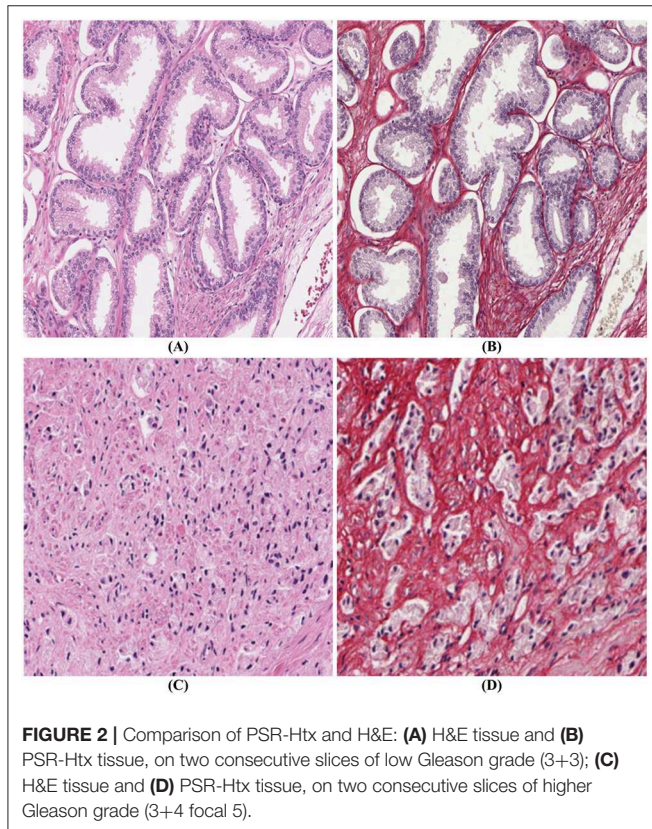 (A)
(B)
(C)
(D)
FIGURE 2 | Comparison of PSR-Htx and H&E: (A) H&E tissue and (B)
PSR-Htx tissue, on two consecutive slices of low Gleason grade (3+3); (C)
H&E tissue and (D) PSR-Htx tissue, on two consecutive slices of higher
Gleason grade (3+4 focal 5).